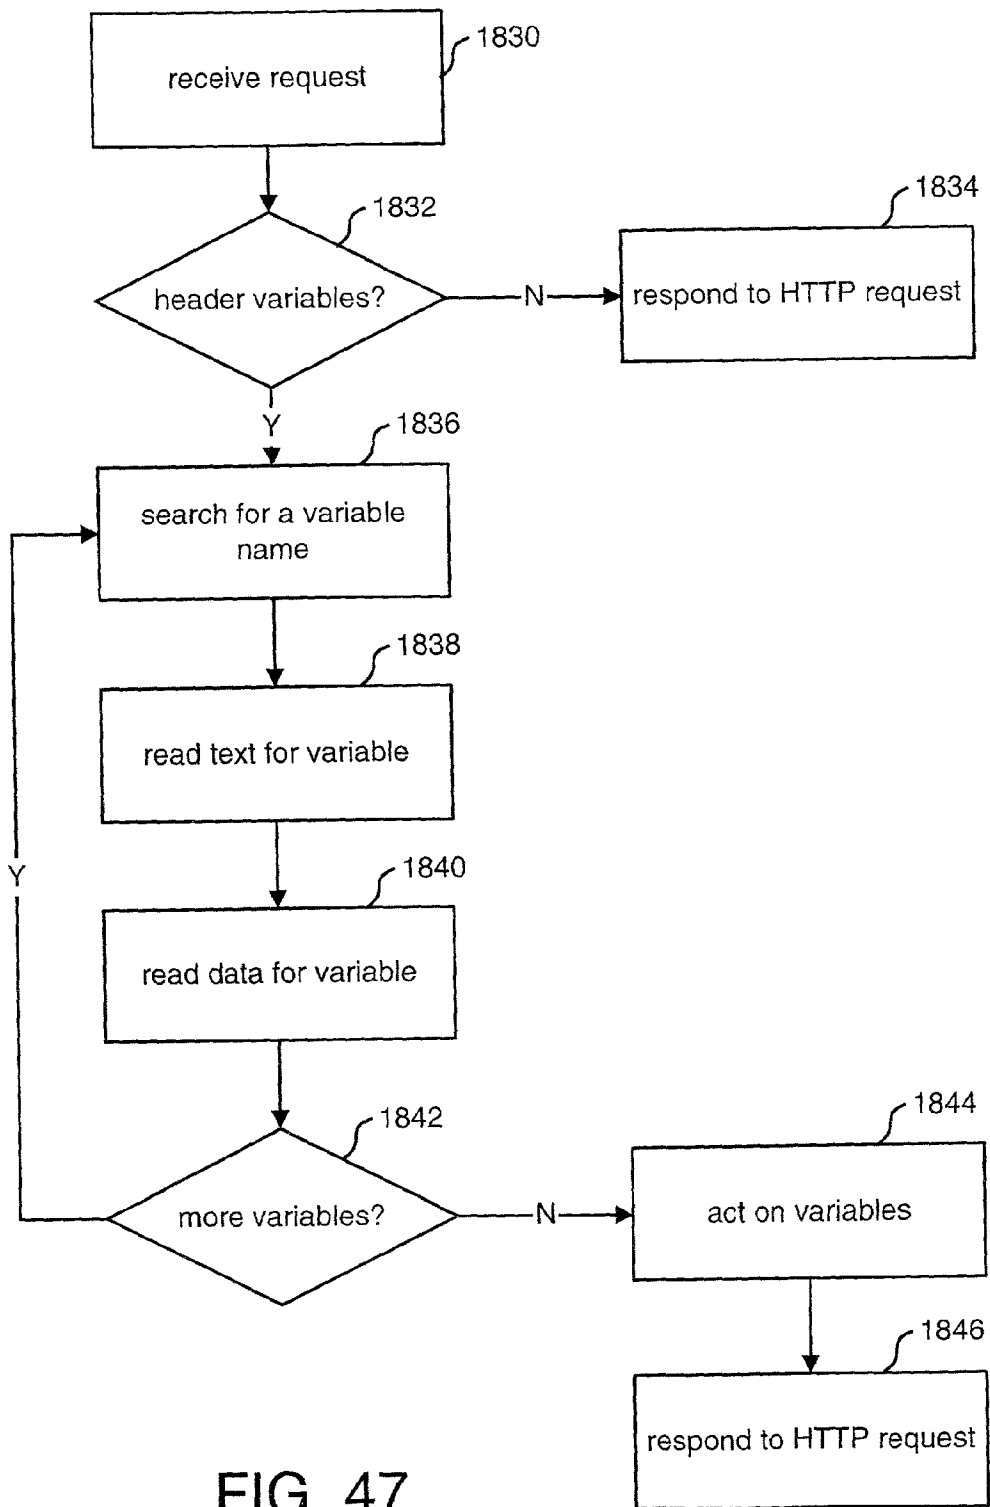 1830
receive request
1832
header variables?
N
1834
respond to HTTP request
Y
1836
search for a variable
name
1838
read text for variable
Y
1840
read data for variable
1842
more variables?
N
1844
act on variables
1846
respond to HTTP request
FIG. 47